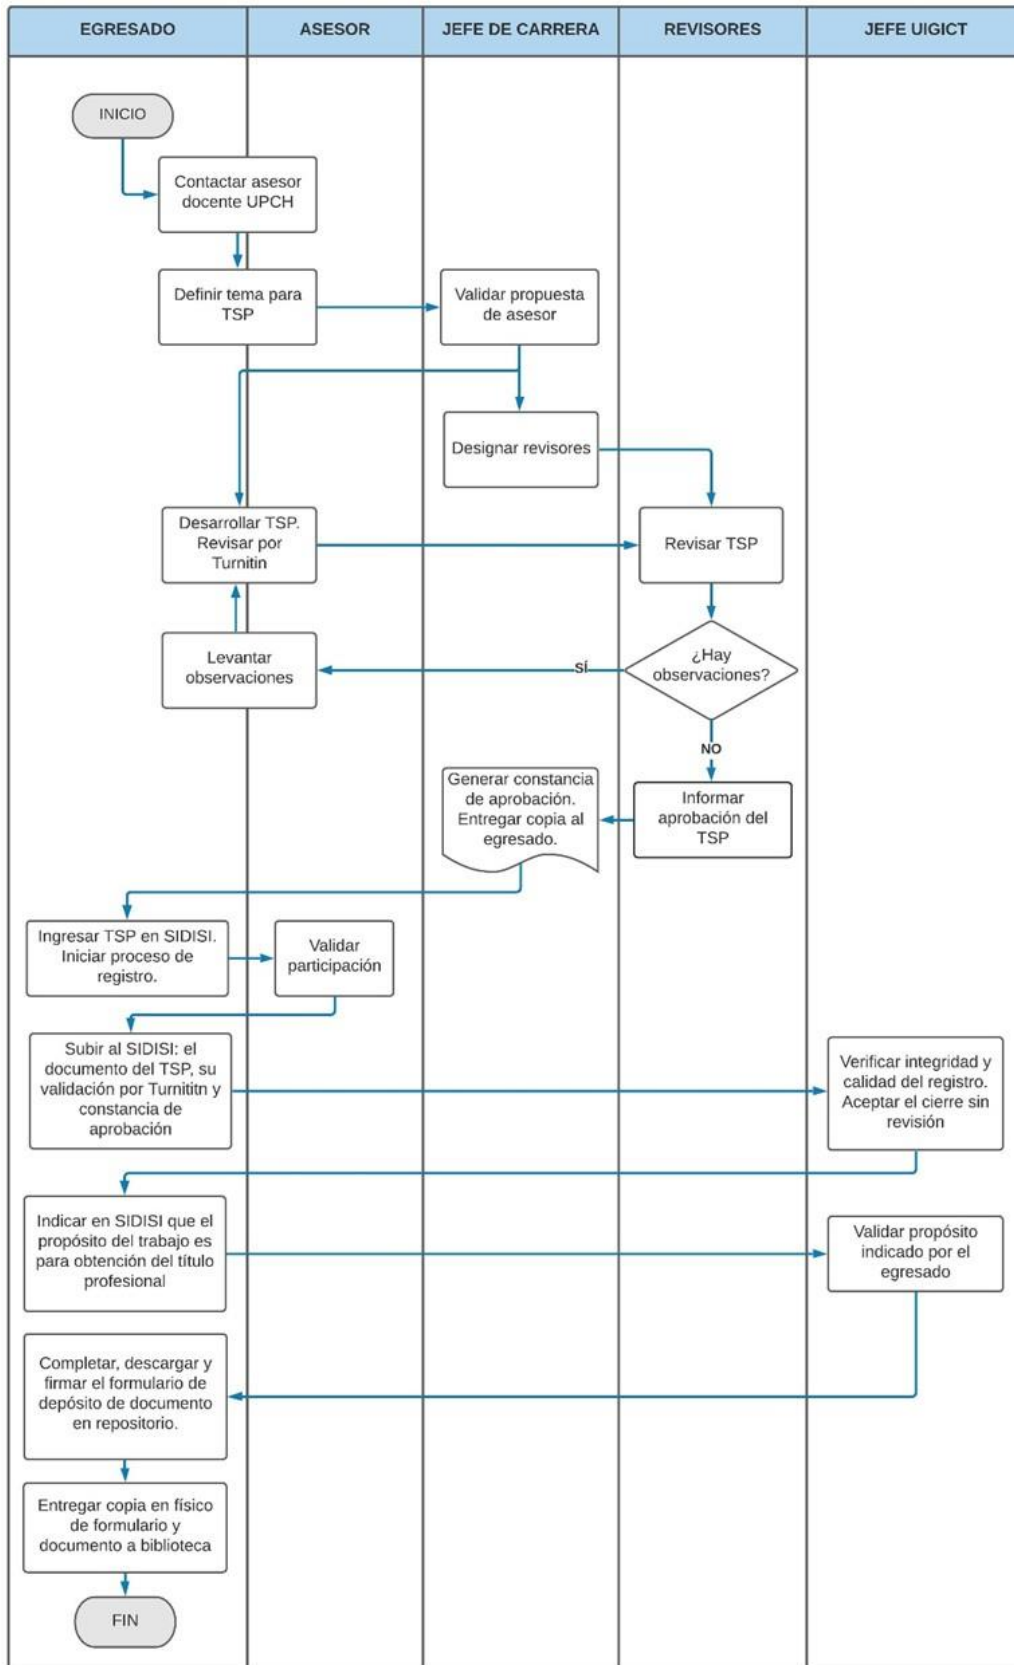 EGRESADO
ASESOR
JEFE DE CARRERA
REVISORES
JEFE UIGICT
INICIO
Contactar asesor
docente UPCH
Definir tema para
TSP
Validar propuesta
de asesor
Designar revisores
Desarrollar TSP.
Revisar por
Turnitin
Revisar TSP
Levantar
observaciones
SÍ
¿Hay
observaciones?
NO
Generar constancia
de aprobación.
Entregar copia al
egresado.
Informar
aprobación del
TSP
Ingresar TSP en SIDISI.
Iniciar proceso de
registro.
Validar
participación
Subir al SIDISI: el
documento del TSP, su
validación por Turnititn y
constancia de
aprobación
Verificar integridad y
calidad del registro.
Aceptar el cierre sin
revisión
Indicar en SIDISI que el
propósito del trabajo es
para obtención del título
profesional
Validar propósito
indicado por el
egresado
Completar, descargar y
firmar el formulario de
depósito de documento
en repositorio.
Entregar copia en físico
de formulario y
documento a biblioteca
FIN